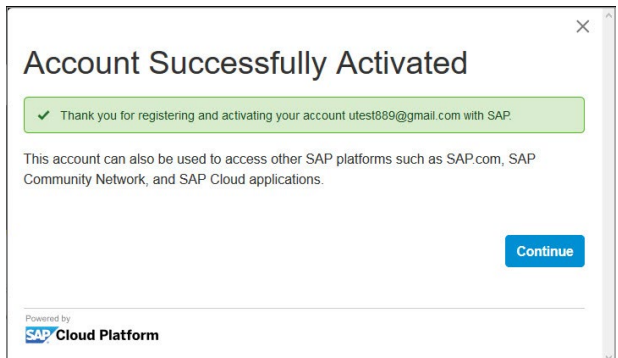 Account Successfully Activated
Thank you for registering and activating your account utest889@gmail.com with SAP.
This account can also be used to access other SAP platforms such as SAP.com, SAP
Community Network, and SAP Cloud applications.
Continue
Powered by
SAP Cloud Platform